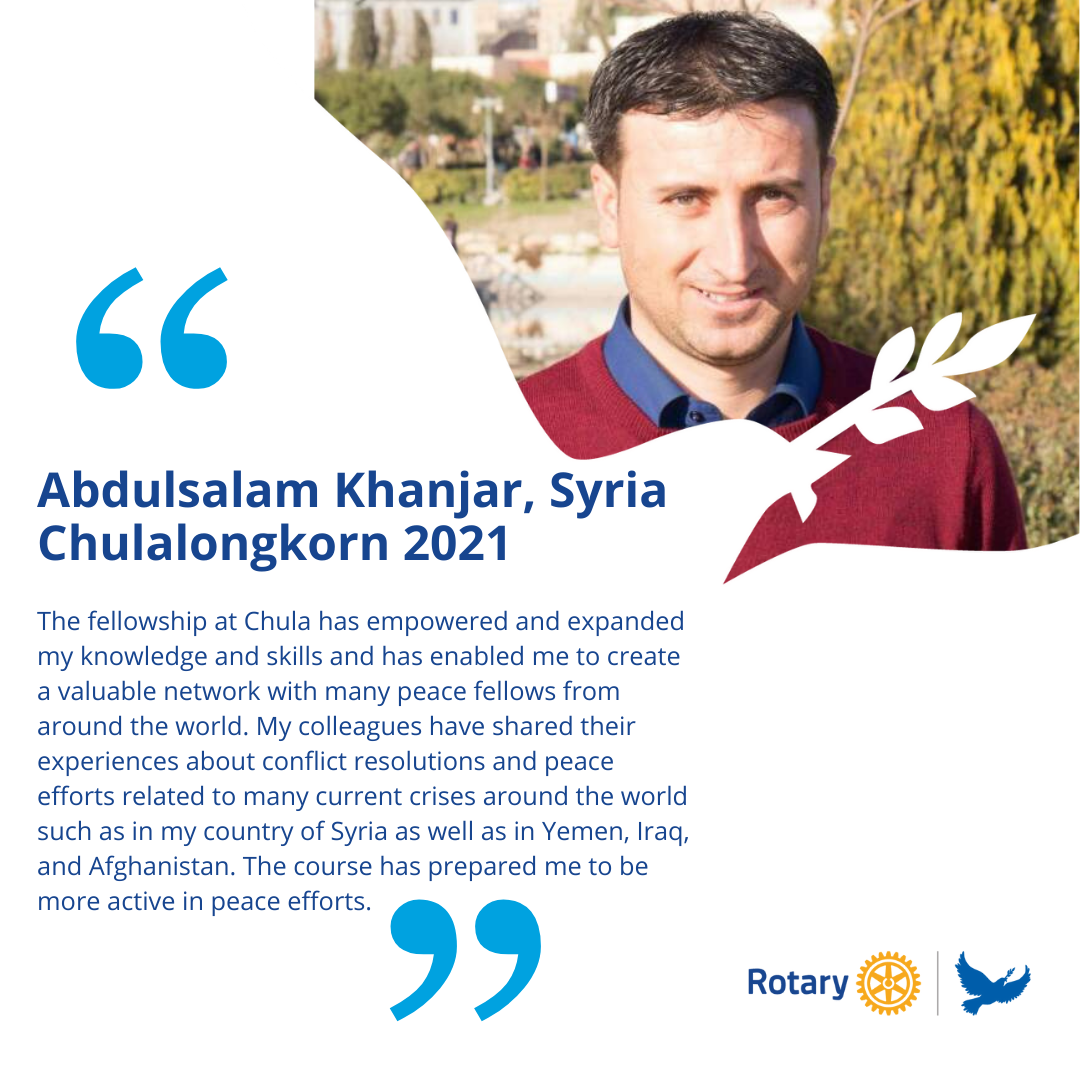 Abdulsalam Khanjar, Syria
Chulalongkorn 2021
The fellowship at Chula has empowered and expanded
my knowledge and skills and has enabled me to create
a valuable network with many peace fellows from
around the world. My colleagues have shared their
experiences about conflict resolutions and peace
efforts related to many current crises around the world
such as in my country of Syria as well as in Yemen, Iraq,
and Afghanistan. The course has prepared me to be
more active in peace efforts.
Rotary